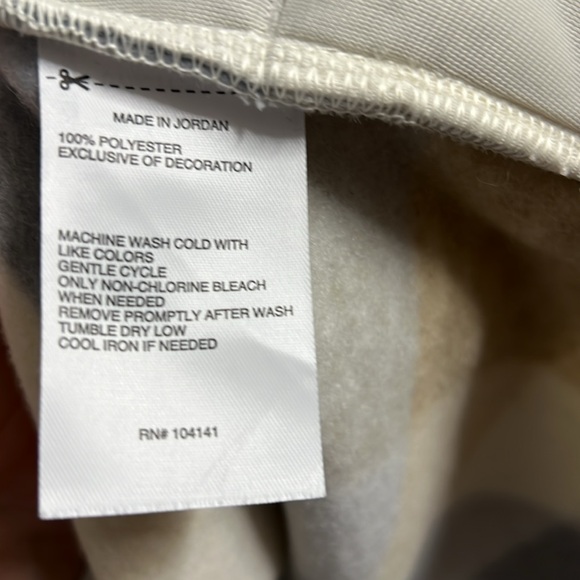 MADE IN JORDAN
100% POLYESTER
EXCLUSIVE OF DECORATION
MACHINE WASH COLD WITH
LIKE COLORS
GENTLE CYCLE
ONLY NON-CHLORINE BLEACH
WHEN NEEDED
REMOVE PROMPTLY AFTER WASH
TUMBLE DRY LOW
COOL IRON IF NEEDED
RN# 104141